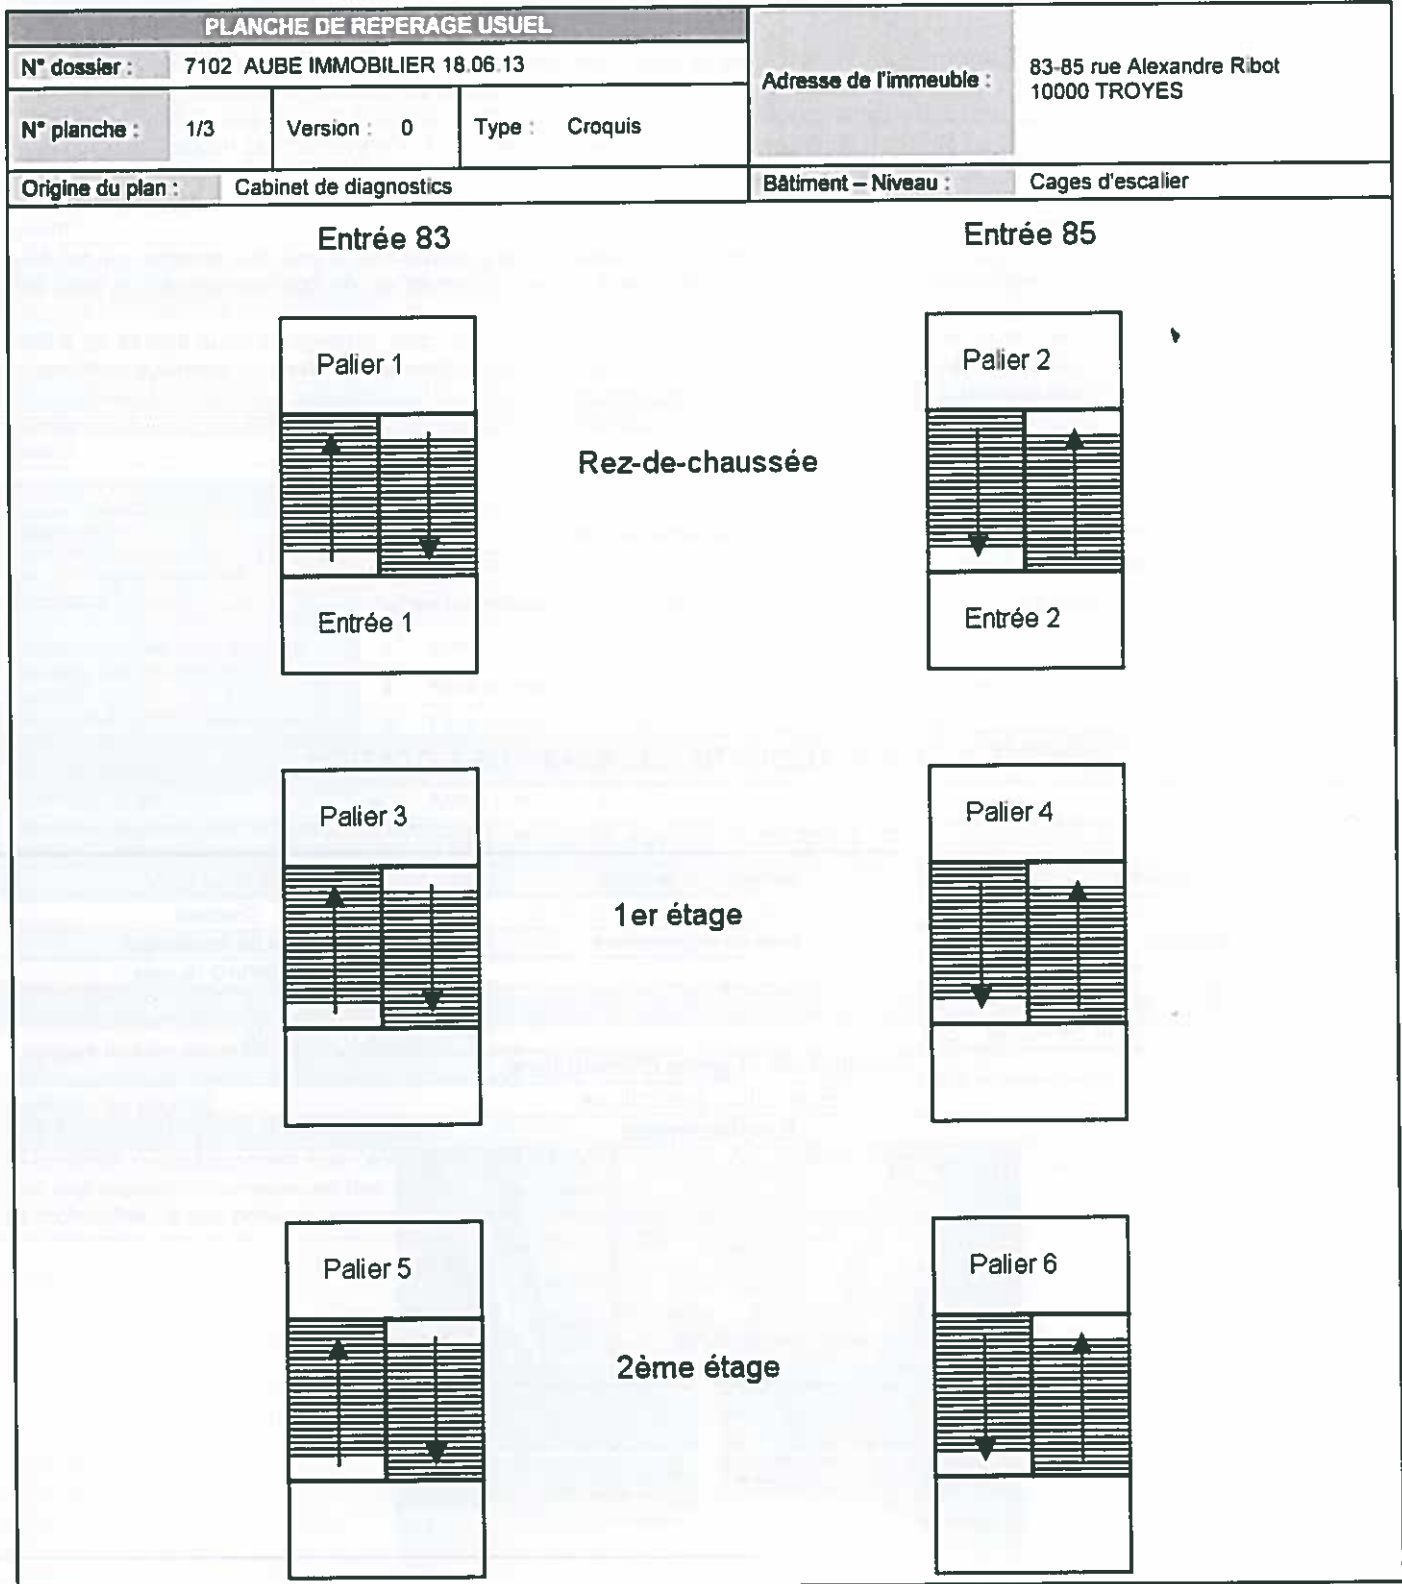 PLANCHE DE REPERAGE USUEL
N° dossier : 7102 AUBE IMMOBILIER 18.06.13
Adresse de l'immeuble : 83-85 rue Alexandre Ribot
10000 TROYES
N° planche : 1/3 Version : 0 Type : Croquis
Origine du plan : Cabinet de diagnostics
Bâtiment – Niveau : Cages d'escalier
Entrée 83 Entrée 85
Palier 1 Palier 2
Rez-de-chaussée
Entrée 1 Entrée 2
Palier 3 Palier 4
1er étage
Palier 5 Palier 6
2ème étage